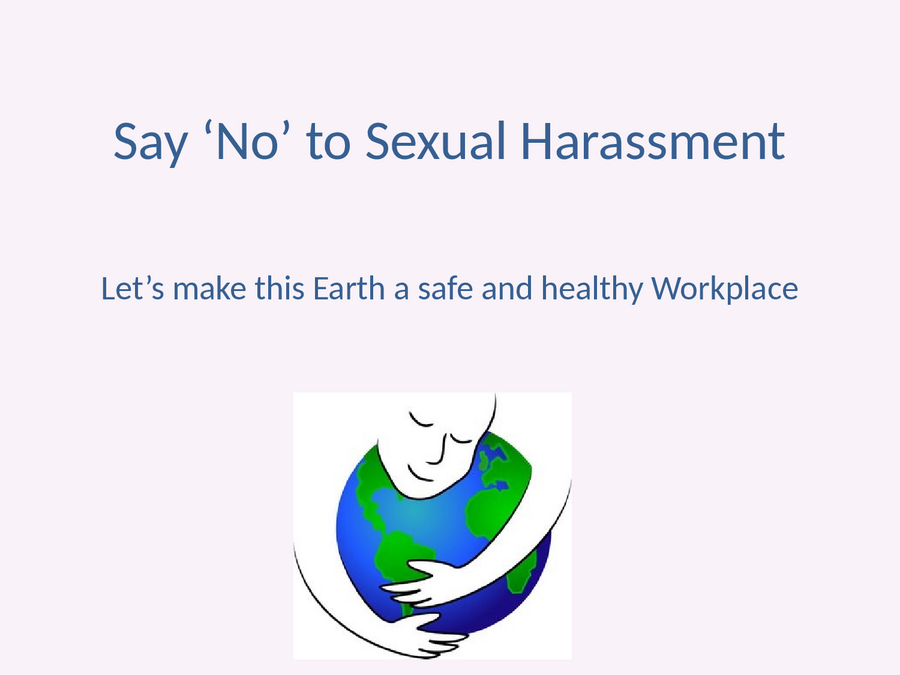 Say ‘No’ to Sexual Harassment
Let’s make this Earth a safe and healthy Workplace